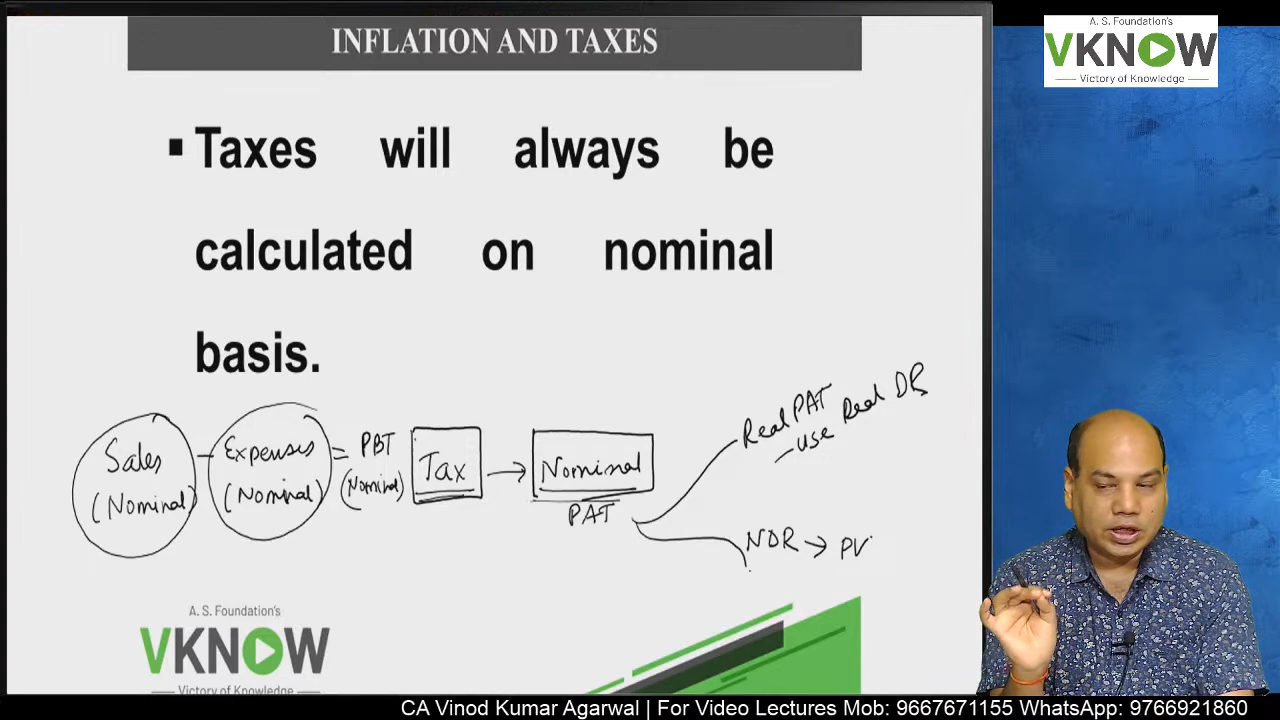 INFLATION AND TAXES
A. S. Foundation's
VKNOW
Victory of Knowledge
▪ Taxes will always be
calculated on nominal
basis.
Sales (Nominal) – Expenses (Nominal) = PBT (Nominal) Tax → Nominal PAT
Real PAT
– use Real DR
NDR → PV
A. S. Foundation's
VKNOW
Victory of Knowledge
CA Vinod Kumar Agarwal | For Video Lectures Mob: 9667671155 WhatsApp: 9766921860